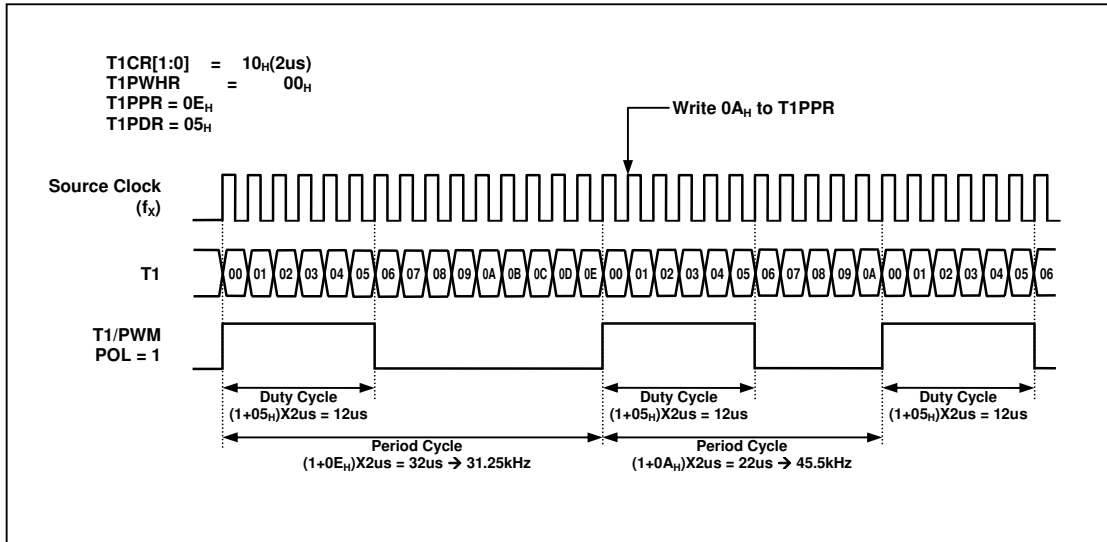 T1CR[1:0] = 10H(2us)
T1PWHR = 00H
T1PPR = 0EH
T1PDR = 05H
Write 0AH to T1PPR
Source Clock
(fX)
T1
00 01 02 03 04 05 06 07 08 09 0A 0B 0C 0D 0E 00 01 02 03 04 05 06 07 08 09 0A 00 01 02 03 04 05 06
T1/PWM
POL = 1
Duty Cycle
(1+05H)X2us = 12us
Duty Cycle
(1+05H)X2us = 12us
Duty Cycle
(1+05H)X2us = 12us
Period Cycle
(1+0EH)X2us = 32us → 31.25kHz
Period Cycle
(1+0AH)X2us = 22us → 45.5kHz